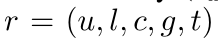 r = (u, l, c, g, t)